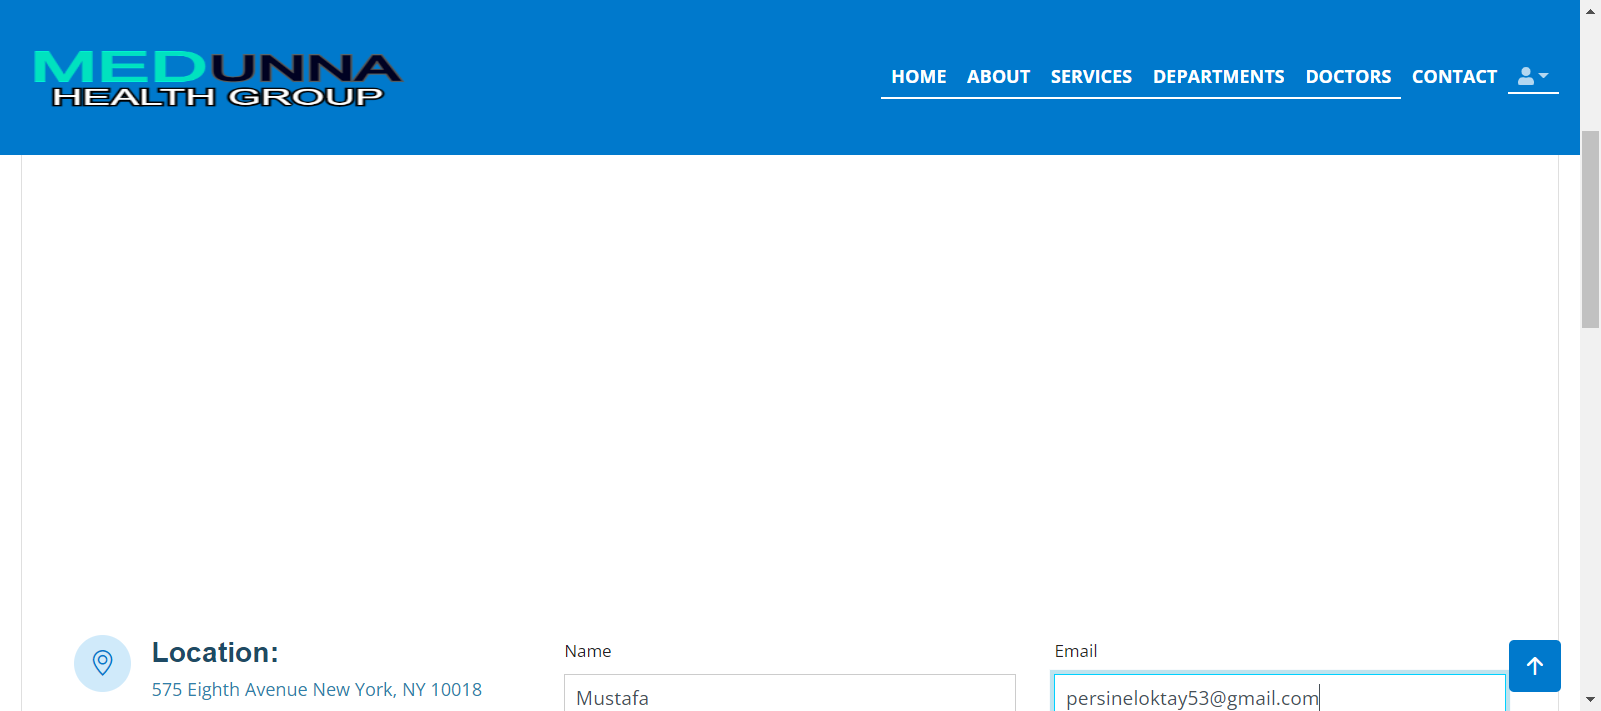 MEDUNNA
HEALTH GROUP
HOME ABOUT SERVICES DEPARTMENTS DOCTORS CONTACT
Location:
575 Eighth Avenue New York, NY 10018
Name
Mustafa
Email
persineloktay53@gmail.com